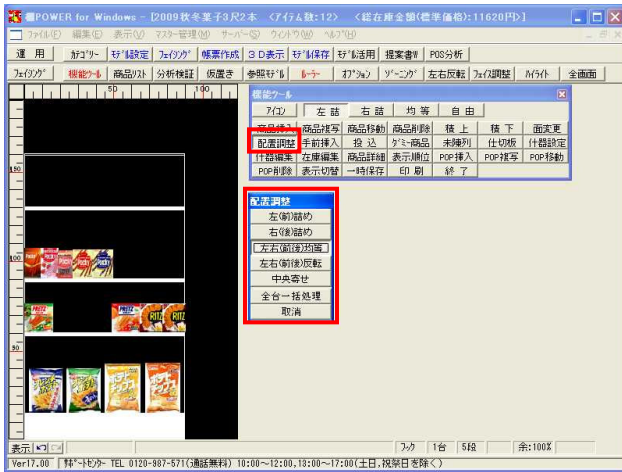 棚POWER for Windows - [2009秋冬菓子3尺2本 <アイテム数:12> <総在庫金額(標準価格):11620円>]
ファイル(F) 編集(E) 表示(V) マスター管理(M) サーバー(S) ウィンドウ(W) ヘルプ(H)
運用 カテゴリー モデル設定 フェイシング 帳票作成 3D表示 モデル保存 モデル活用 提案書W POS分析
フェイシング 機能ツール 商品リスト 分析検証 仮置き 参照モデル ルーラー オプション ゾーニング 左右反転 フェイス調整 ハイライト 全画面
50 100
機能ツール
アイコン 左詰 右詰 均等 自由
商品挿入 商品複写 商品移動 商品削除 積上 積下 面変更
配置調整 手前挿入 投込 ダミー商品 未陳列 仕切板 什器設定
什器編集 在庫編集 商品詳細 表示順位 POP挿入 POP複写 POP移動
POP削除 表示切替 一時保存 印刷 終了
150
配置調整
左(前)詰め
右(後)詰め
左右(前後)均等
左右(前後)反転
中央寄せ
全台一括処理
取消
100
50
表示 フック 1台 5段 余:100%
Ver17.00 サポートセンター TEL 0120-987-571(通話無料) 10:00～12:00,13:00～17:00(土日,祝祭日を除く)